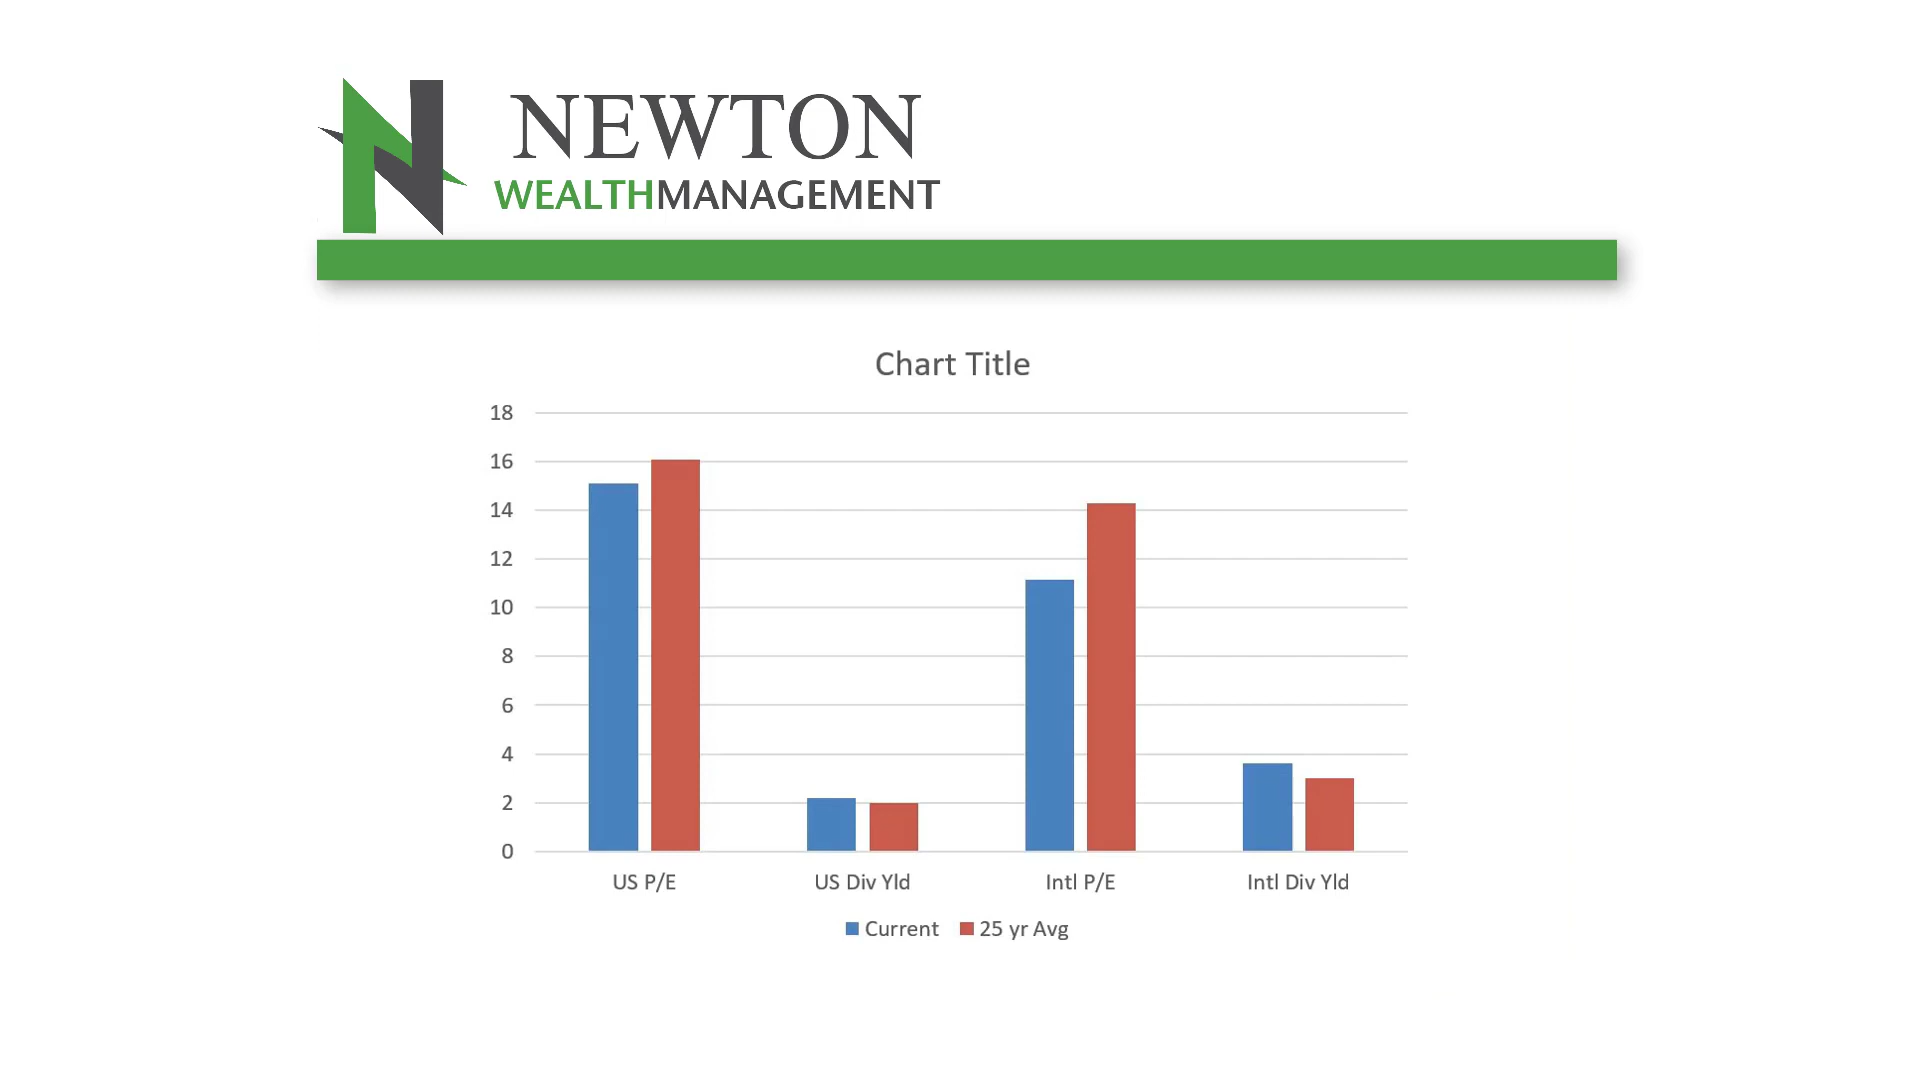 NEWTON
WEALTHMANAGEMENT
Chart Title
18
16
14
12
10
8
6
4
2
0
US P/E US Div Yld Intl P/E Intl Div Yld
Current 25 yr Avg